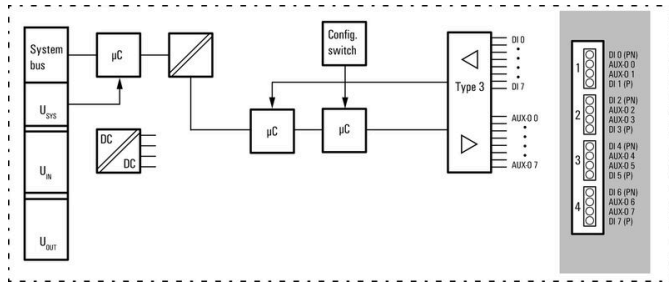 System
bus
µC
U_SYS
DC
DC
U_IN
U_OUT
Config.
switch
µC
µC
Type 3
DI 0
DI 7
AUX-O 0
AUX-O 7
1
DI 0 (PN)
AUX-O 0
AUX-O 1
DI 1 (P)
2
DI 2 (PN)
AUX-O 2
AUX-O 3
DI 3 (P)
3
DI 4 (PN)
AUX-O 4
AUX-O 5
DI 5 (P)
4
DI 6 (PN)
AUX-O 6
AUX-O 7
DI 7 (P)